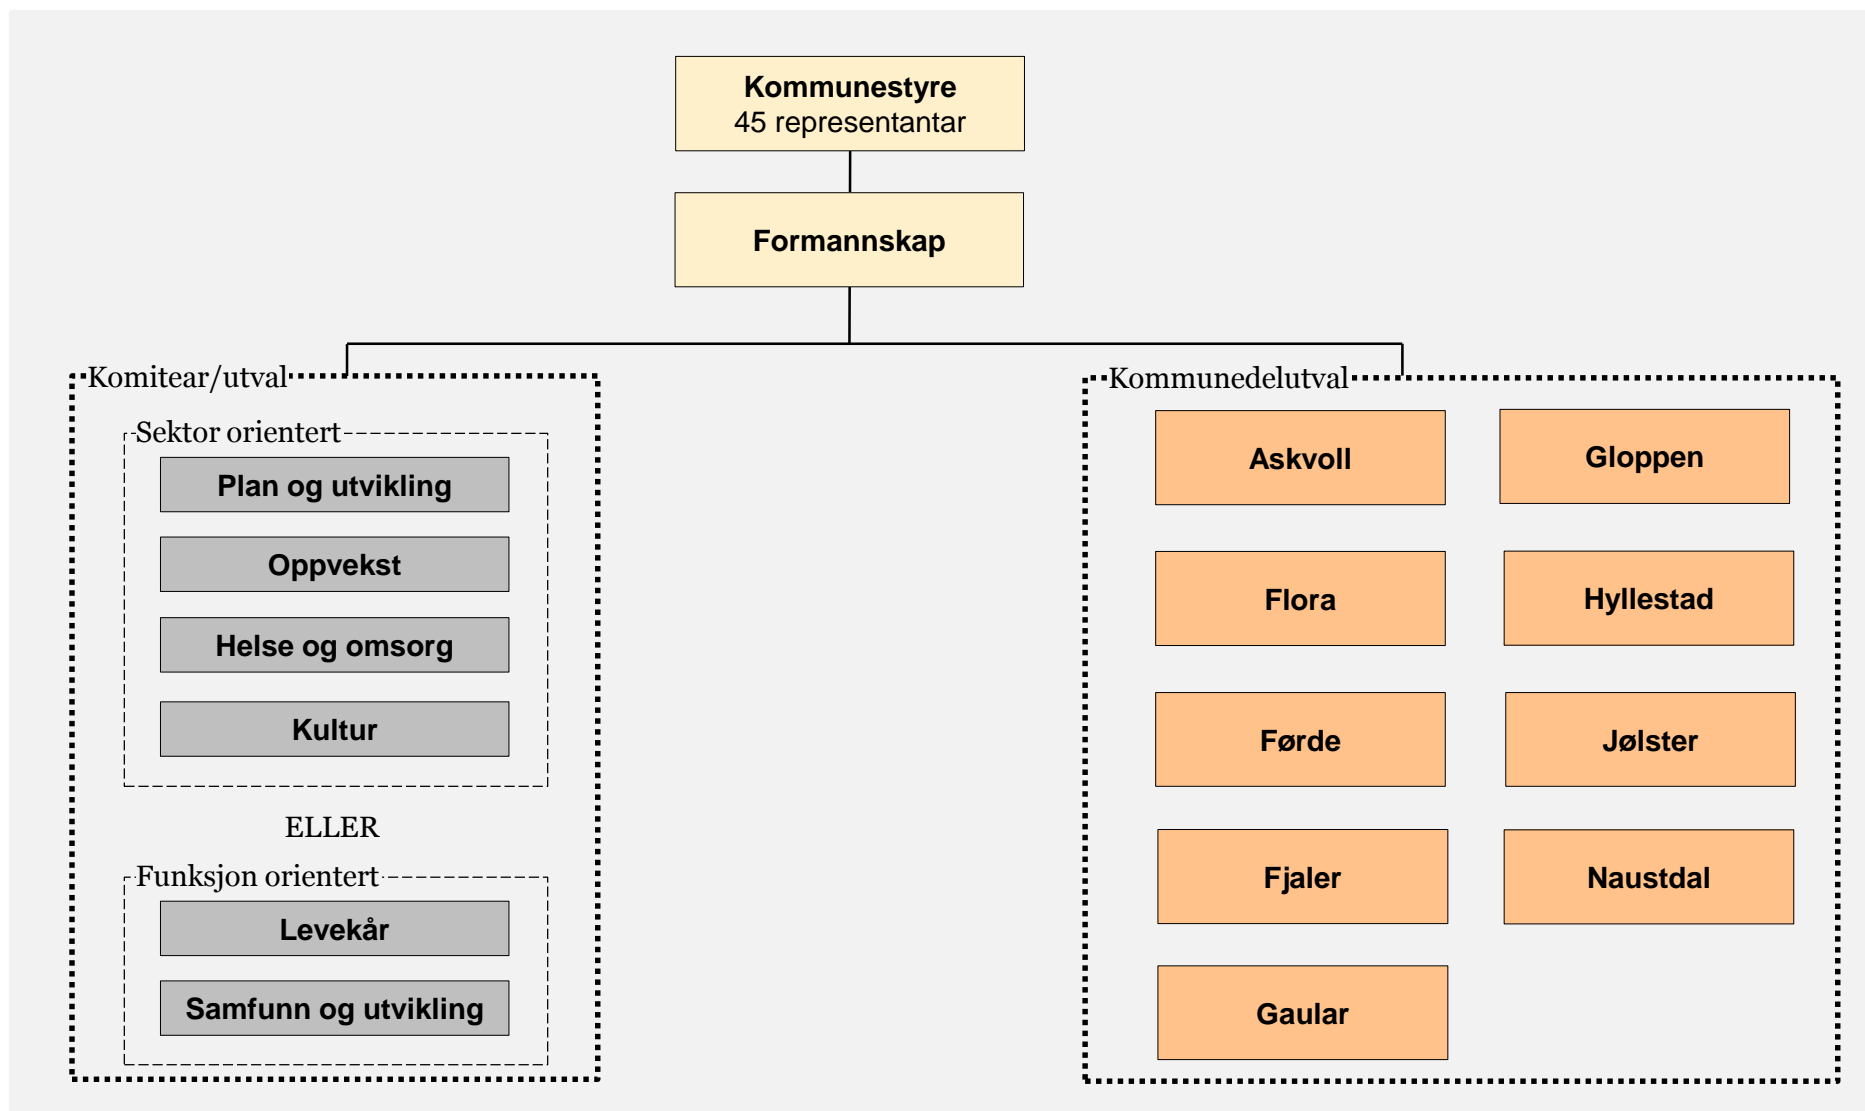 Kommunestyre
45 representantar
Formannskap
Komitear/utval
Sektor orientert
Plan og utvikling
Oppvekst
Helse og omsorg
Kultur
ELLER
Funksjon orientert
Levekår
Samfunn og utvikling
Kommunedelutval
Askvoll
Gloppen
Flora
Hyllestad
Førde
Jølster
Fjaler
Naustdal
Gaular